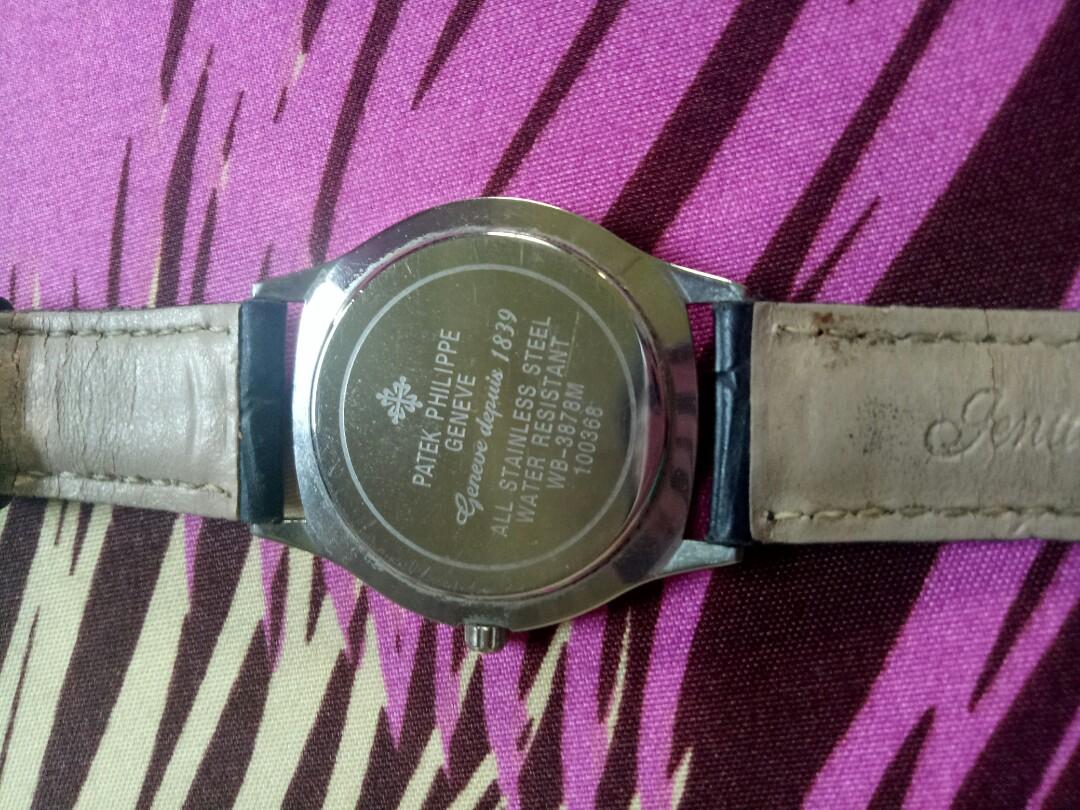 PATEK PHILIPPE
GENEVE
Geneve depuis 1839
ALL STAINLESS STEEL
WATER RESISTANT
WB-3878M
100368